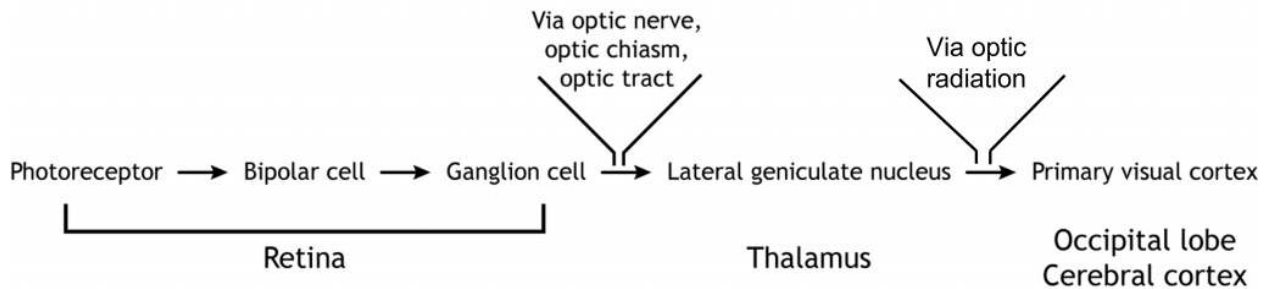 Via optic nerve,
optic chiasm,
optic tract
Via optic
radiation
Photoreceptor
Bipolar cell
Ganglion cell
Lateral geniculate nucleus
Primary visual cortex
Retina
Thalamus
Occipital lobe
Cerebral cortex